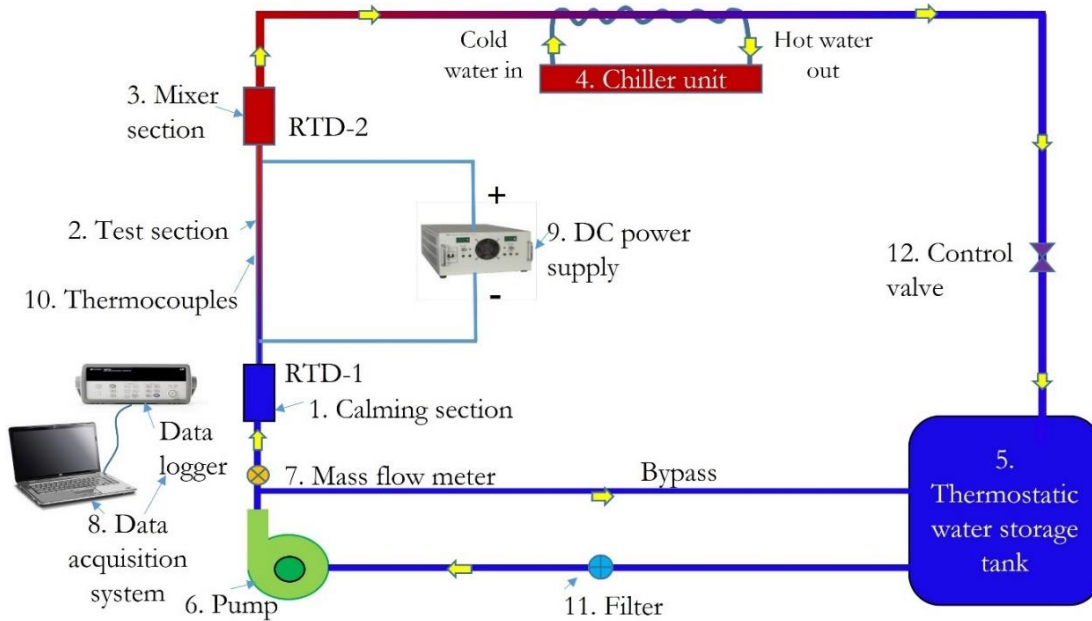 Cold
water in
Hot water
out
4. Chiller unit
3. Mixer
section
RTD-2
+
2. Test section
9. DC power
supply
12. Control
valve
10. Thermocouples
-
RTD-1
1. Calming section
Data
logger
7. Mass flow meter
Bypass
5.
Thermostatic
water storage
tank
8. Data
acquisition
system
6. Pump
11. Filter